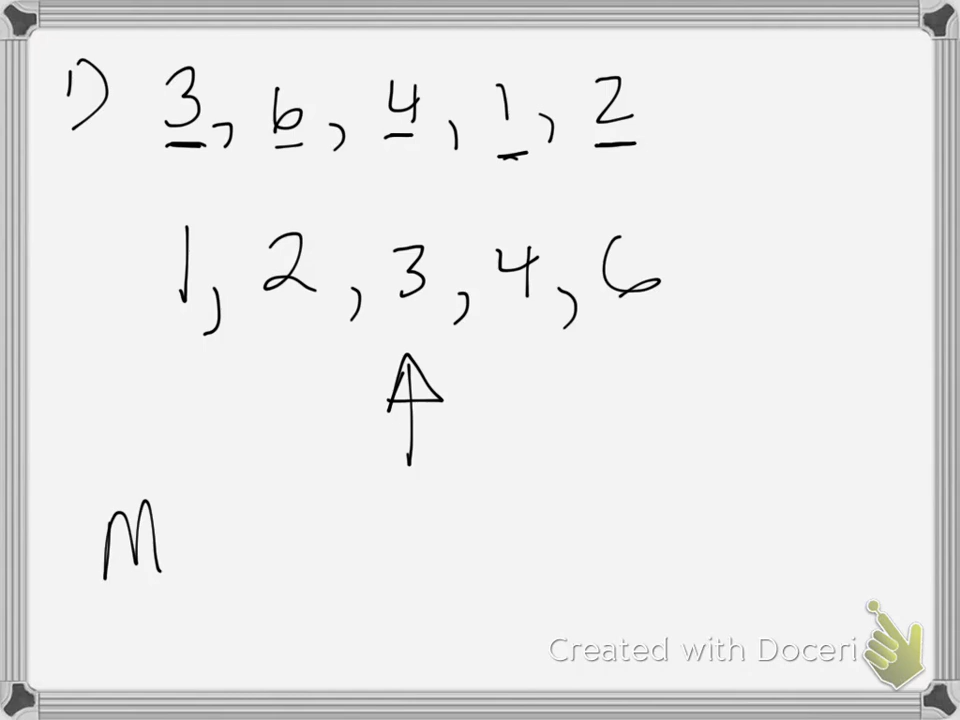 1) 3, 6, 4, 1, 2
1, 2, 3, 4, 6
M
Created with Doceri